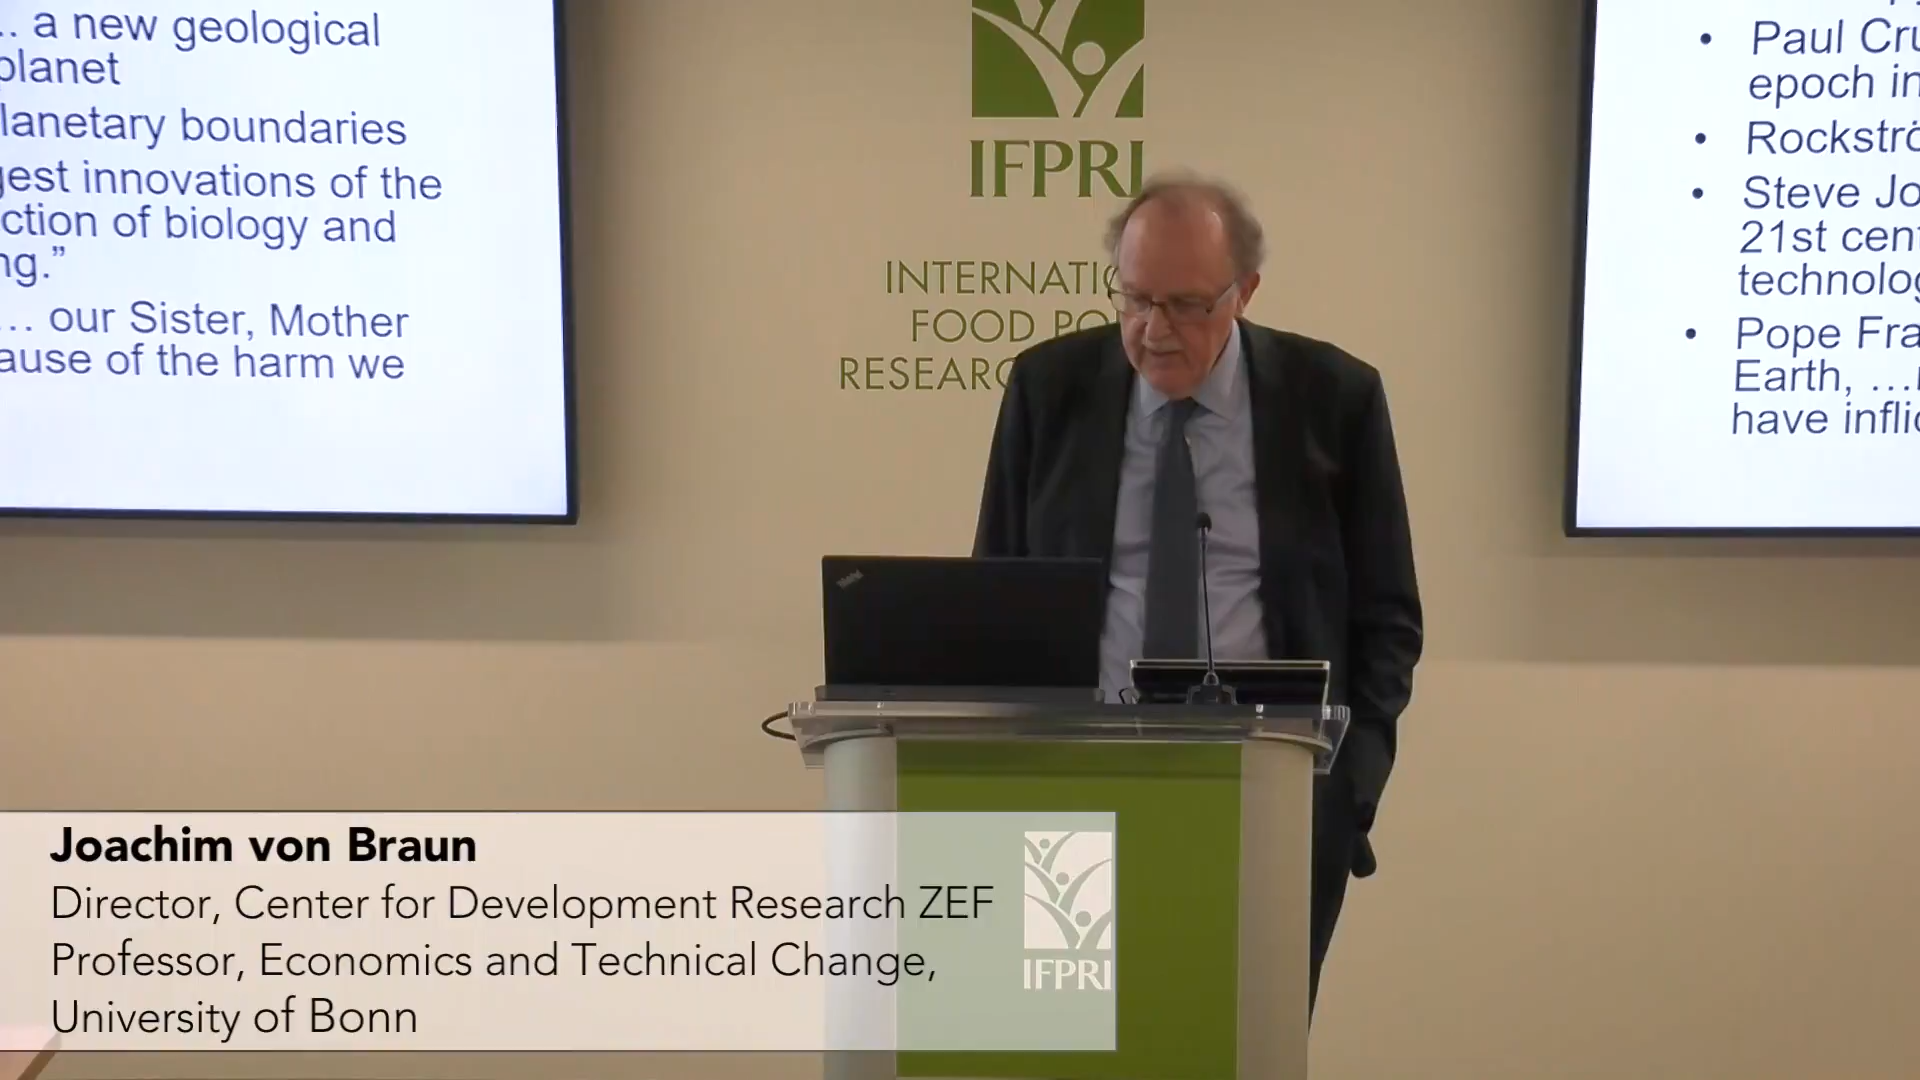 … a new geological
planet
lanetary boundaries
gest innovations of the
ction of biology and
ng.”
… our Sister, Mother
ause of the harm we
IFPRI
INTERNATIO
FOOD PO
RESEARC
• Paul Cru
epoch in
• Rockströ
• Steve Jo
21st cent
technolog
• Pope Fra
Earth, …
have inflic
Joachim von Braun
Director, Center for Development Research ZEF
Professor, Economics and Technical Change,
University of Bonn
IFPRI